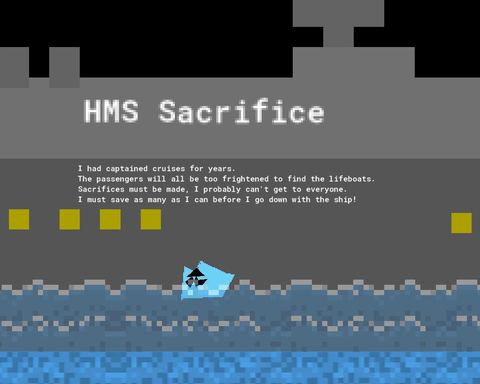 HMS Sacrifice
I had captained cruises for years.
The passengers will all be too frightened to find the lifeboats.
Sacrifices must be made, I probably can't get to everyone.
I must save as many as I can before I go down with the ship!